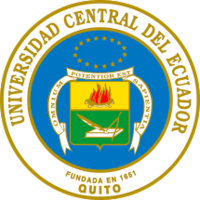 UNIVERSIDAD CENTRAL DEL ECUADOR
OMNIUM POTENTIOR EST SAPIENTIA
FUNDADA EN 1651
QUITO